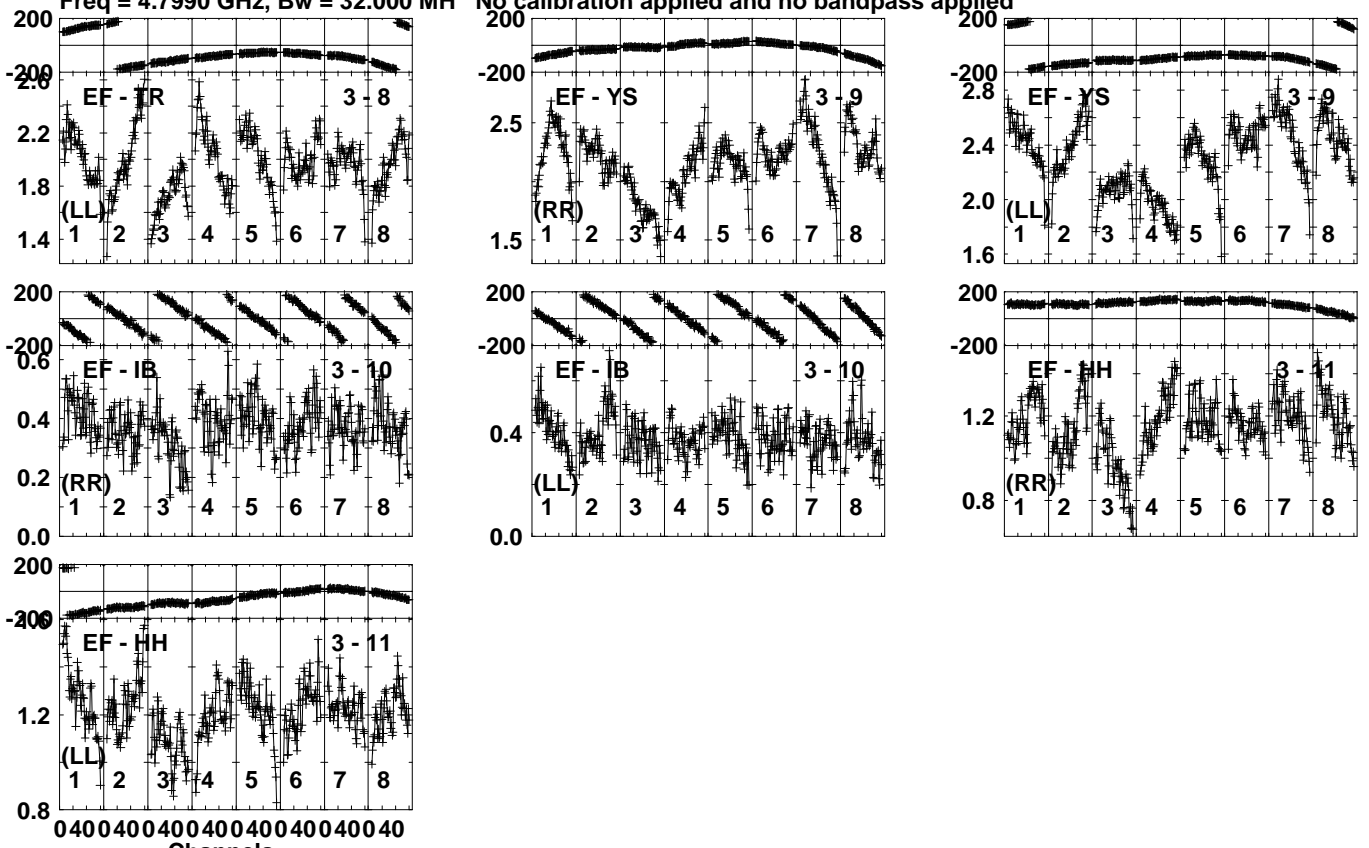 Freq = 4.7990 GHz, Bw = 32.000 MH No calibration applied and no bandpass applied
200 200 200
-200 -200 -200
2.6 2.8
EF - TR 3 - 8 EF - YS 3 - 9 EF - YS 3 - 9
2.2 2.5 2.4
1.8 2.0
(LL) (RR) (LL)
1 2 3 4 5 6 7 8 1 2 3 4 5 6 7 8 1 2 3 4 5 6 7 8
1.4 1.5 1.6
200 200 200
-200 -200 -200
0.6
EF - IB 3 - 10 EF - IB 3 - 10 EF - HH 3 - 11
0.4 0.4 1.2
0.2
(RR) (LL) (RR)
1 2 3 4 5 6 7 8 1 2 3 4 5 6 7 8 1 2 3 4 5 6 7 8
0.8
0.0 0.0
200
-200
1.6
EF - HH 3 - 11
1.2
(LL)
1 2 3 4 5 6 7 8
0.8
0 40 0 40 0 40 0 40 0 40 0 40 0 40 0 40
Channels